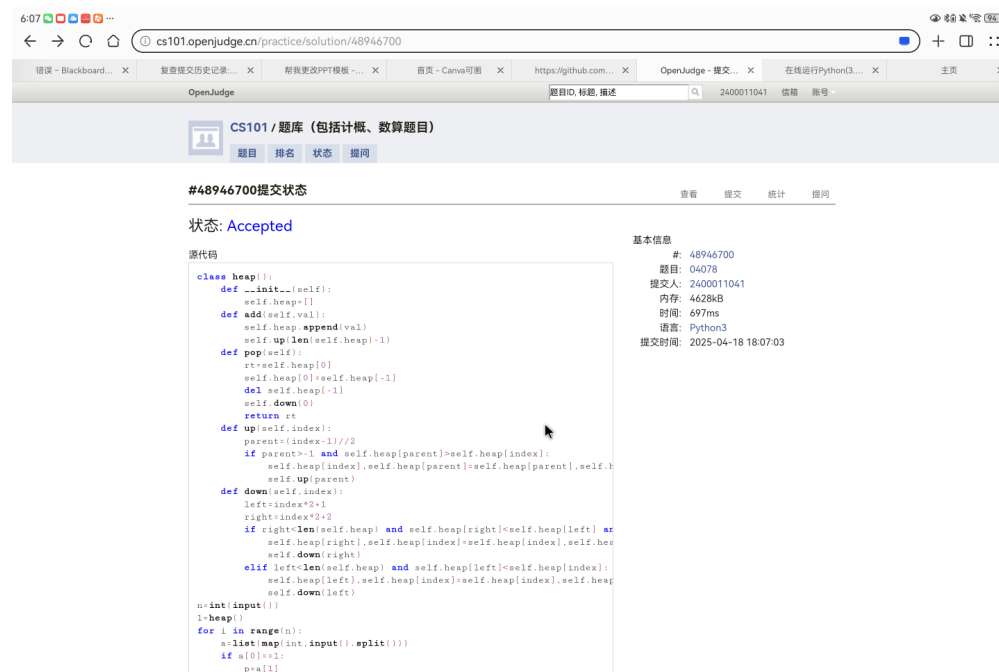 6:07 ··· 94
cs101.openjudge.cn/practice/solution/48946700
错误 - Blackboard... 复查提交历史记录:... 帮我更改PPT模板 -... 首页 - Canva可画 https://github.com... OpenJudge - 提交... 在线运行Python(3.... 主页
OpenJudge 题目ID, 标题, 描述 2400011041 信箱 账号
CS101 / 题库（包括计概、数算题目）
题目 排名 状态 提问
#48946700提交状态 查看 提交 统计 提问
状态: Accepted
源代码
class heap():
def __init__(self):
self.heap=[]
def add(self,val):
self.heap.append(val)
self.up(len(self.heap)-1)
def pop(self):
rt=self.heap[0]
self.heap[0]=self.heap[-1]
del self.heap[-1]
self.down(0)
return rt
def up(self,index):
parent=(index-1)//2
if parent>-1 and self.heap[parent]>self.heap[index]:
self.heap[index],self.heap[parent]=self.heap[parent],self.h
self.up(parent)
def down(self,index):
left=index*2+1
right=index*2+2
if right<len(self.heap) and self.heap[right]<self.heap[left] an
self.heap[right],self.heap[index]=self.heap[index],self.hea
self.down(right)
elif left<len(self.heap) and self.heap[left]<self.heap[index]:
self.heap[left],self.heap[index]=self.heap[index],self.heap
self.down(left)
n=int(input())
l=heap()
for i in range(n):
a=list(map(int,input().split()))
if a[0]==1:
p=a[1]
基本信息
#: 48946700
题目: 04078
提交人: 2400011041
内存: 4628kB
时间: 697ms
语言: Python3
提交时间: 2025-04-18 18:07:03